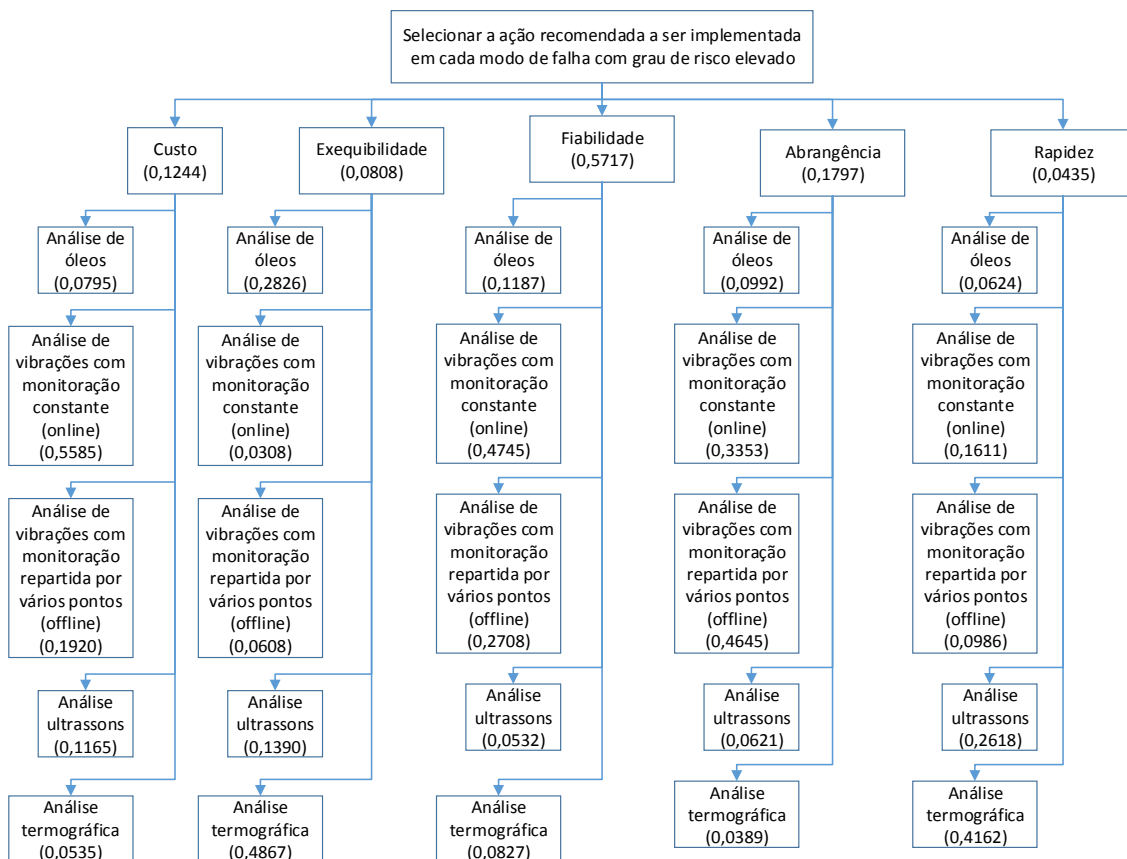 Selecionar a ação recomendada a ser implementada
em cada modo de falha com grau de risco elevado
Custo
(0,1244)
Exequibilidade
(0,0808)
Fiabilidade
(0,5717)
Abrangência
(0,1797)
Rapidez
(0,0435)
Análise de
óleos
(0,0795)
Análise de
vibrações com
monitoração
constante
(online)
(0,5585)
Análise de
vibrações com
monitoração
repartida por
vários pontos
(offline)
(0,1920)
Análise
ultrassons
(0,1165)
Análise
termográfica
(0,0535)
Análise de
óleos
(0,2826)
Análise de
vibrações com
monitoração
constante
(online)
(0,0308)
Análise de
vibrações com
monitoração
repartida por
vários pontos
(offline)
(0,0608)
Análise
ultrassons
(0,1390)
Análise
termográfica
(0,4867)
Análise de
óleos
(0,1187)
Análise de
vibrações com
monitoração
constante
(online)
(0,4745)
Análise de
vibrações com
monitoração
repartida por
vários pontos
(offline)
(0,2708)
Análise
ultrassons
(0,0532)
Análise
termográfica
(0,0827)
Análise de
óleos
(0,0992)
Análise de
vibrações com
monitoração
constante
(online)
(0,3353)
Análise de
vibrações com
monitoração
repartida por
vários pontos
(offline)
(0,4645)
Análise
ultrassons
(0,0621)
Análise
termográfica
(0,0389)
Análise de
óleos
(0,0624)
Análise de
vibrações com
monitoração
constante
(online)
(0,1611)
Análise de
vibrações com
monitoração
repartida por
vários pontos
(offline)
(0,0986)
Análise
ultrassons
(0,2618)
Análise
termográfica
(0,4162)